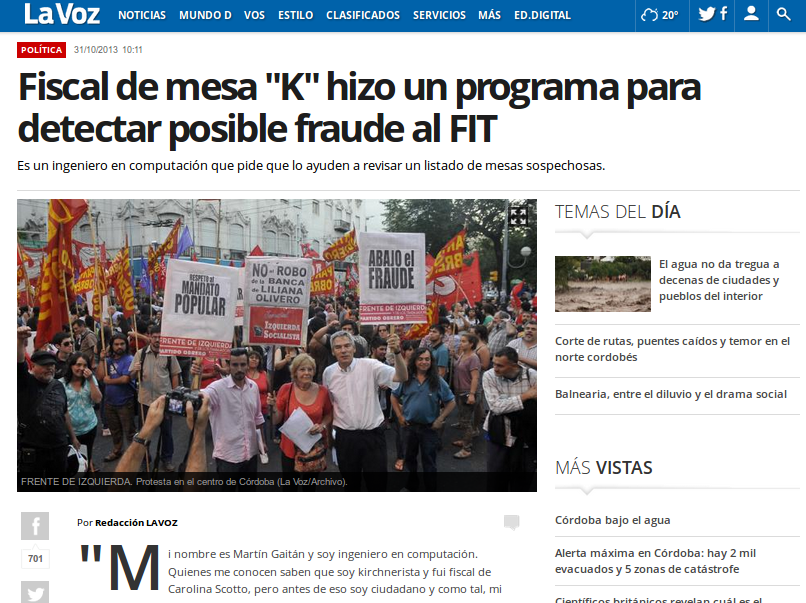 La Voz NOTICIAS MUNDO D VOS ESTILO CLASIFICADOS SERVICIOS MÁS ED.DIGITAL 20º
POLÍTICA 31/10/2013 10:11
Fiscal de mesa "K" hizo un programa para
detectar posible fraude al FIT
Es un ingeniero en computación que pide que lo ayuden a revisar un listado de mesas sospechosas.
RESPETO al
MANDATO
POPULAR
FRENTE DE IZQUIERDA
NO-ROBO
de la BANCA
DE LILIANA
OLIVERO
IZQUIERDA
SOCIALISTA
ABAJO el
FRAUDE
FRENTE DE IZQUIERDA
PARTIDO OBRERO
FRENTE DE IZQUIERDA. Protesta en el centro de Córdoba (La Voz/Archivo).
701
Por Redacción LAVOZ
"Mi nombre es Martín Gaitán y soy ingeniero en computación.
Quienes me conocen saben que soy kirchnerista y fui fiscal de
Carolina Scotto, pero antes de eso soy ciudadano y como tal, mi
TEMAS DEL DÍA
El agua no da tregua a
decenas de ciudades y
pueblos del interior
Corte de rutas, puentes caídos y temor en el
norte cordobés
Balnearia, entre el diluvio y el drama social
MÁS VISTAS
Córdoba bajo el agua
Alerta máxima en Córdoba: hay 2 mil
evacuados y 5 zonas de catástrofe
Científicos británicos revelan cuál es el